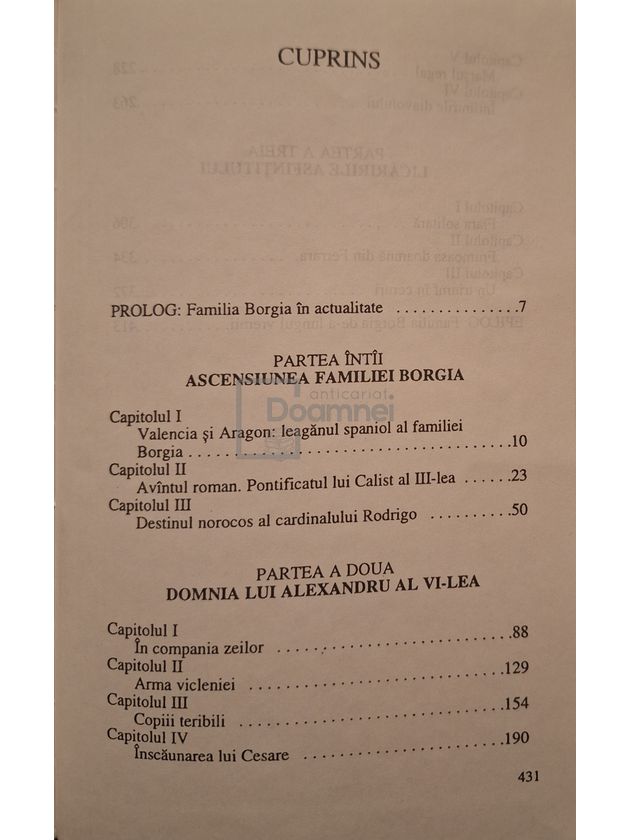 CUPRINS
PROLOG: Familia Borgia în actualitate ................7
PARTEA ÎNTÎI
ASCENSIUNEA FAMILIEI BORGIA
anticariat
Doamnei
Capitolul I
Valencia şi Aragon: leagănul spaniol al familiei
Borgia ....................................10
Capitolul II
Avîntul roman. Pontificatul lui Calist al III-lea ......23
Capitolul III
Destinul norocos al cardinalului Rodrigo ..........50
PARTEA A DOUA
DOMNIA LUI ALEXANDRU AL VI-LEA
Capitolul I
În compania zeilor ..........................88
Capitolul II
Arma vicleniei ............................129
Capitolul III
Copiii teribili .............................154
Capitolul IV
Înscăunarea lui Cesare ......................190
431